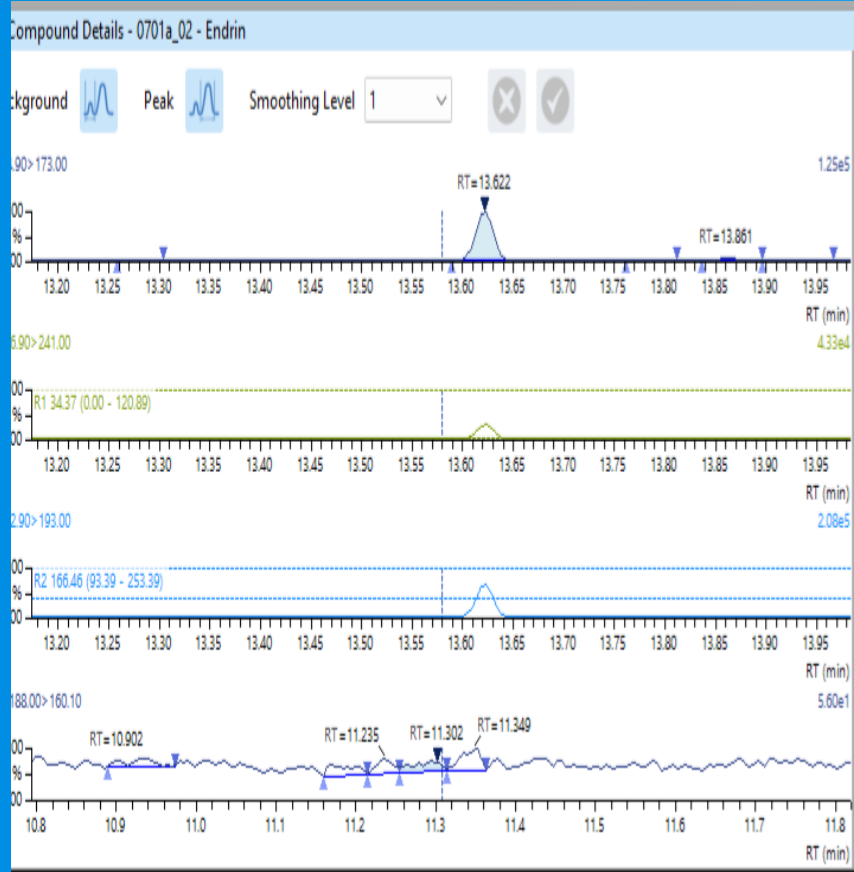 Compound Details - 0701a_02 - Endrin
ckground Peak Smoothing Level 1
.90>173.00 1.25e5
RT=13.622
00
% RT=13.861
00
13.20 13.25 13.30 13.35 13.40 13.45 13.50 13.55 13.60 13.65 13.70 13.75 13.80 13.85 13.90 13.95
RT (min)
5.90>241.00 4.33e4
00
R1 34.37 (0.00 - 120.89)
%
00
13.20 13.25 13.30 13.35 13.40 13.45 13.50 13.55 13.60 13.65 13.70 13.75 13.80 13.85 13.90 13.95
RT (min)
2.90>193.00 2.08e5
00
R2 166.46 (93.39 - 253.39)
%
00
13.20 13.25 13.30 13.35 13.40 13.45 13.50 13.55 13.60 13.65 13.70 13.75 13.80 13.85 13.90 13.95
RT (min)
188.00>160.10 5.60e1
RT=10.902 RT=11.235 RT=11.302 RT=11.349
00
%
00
10.8 10.9 11.0 11.1 11.2 11.3 11.4 11.5 11.6 11.7 11.8
RT (min)